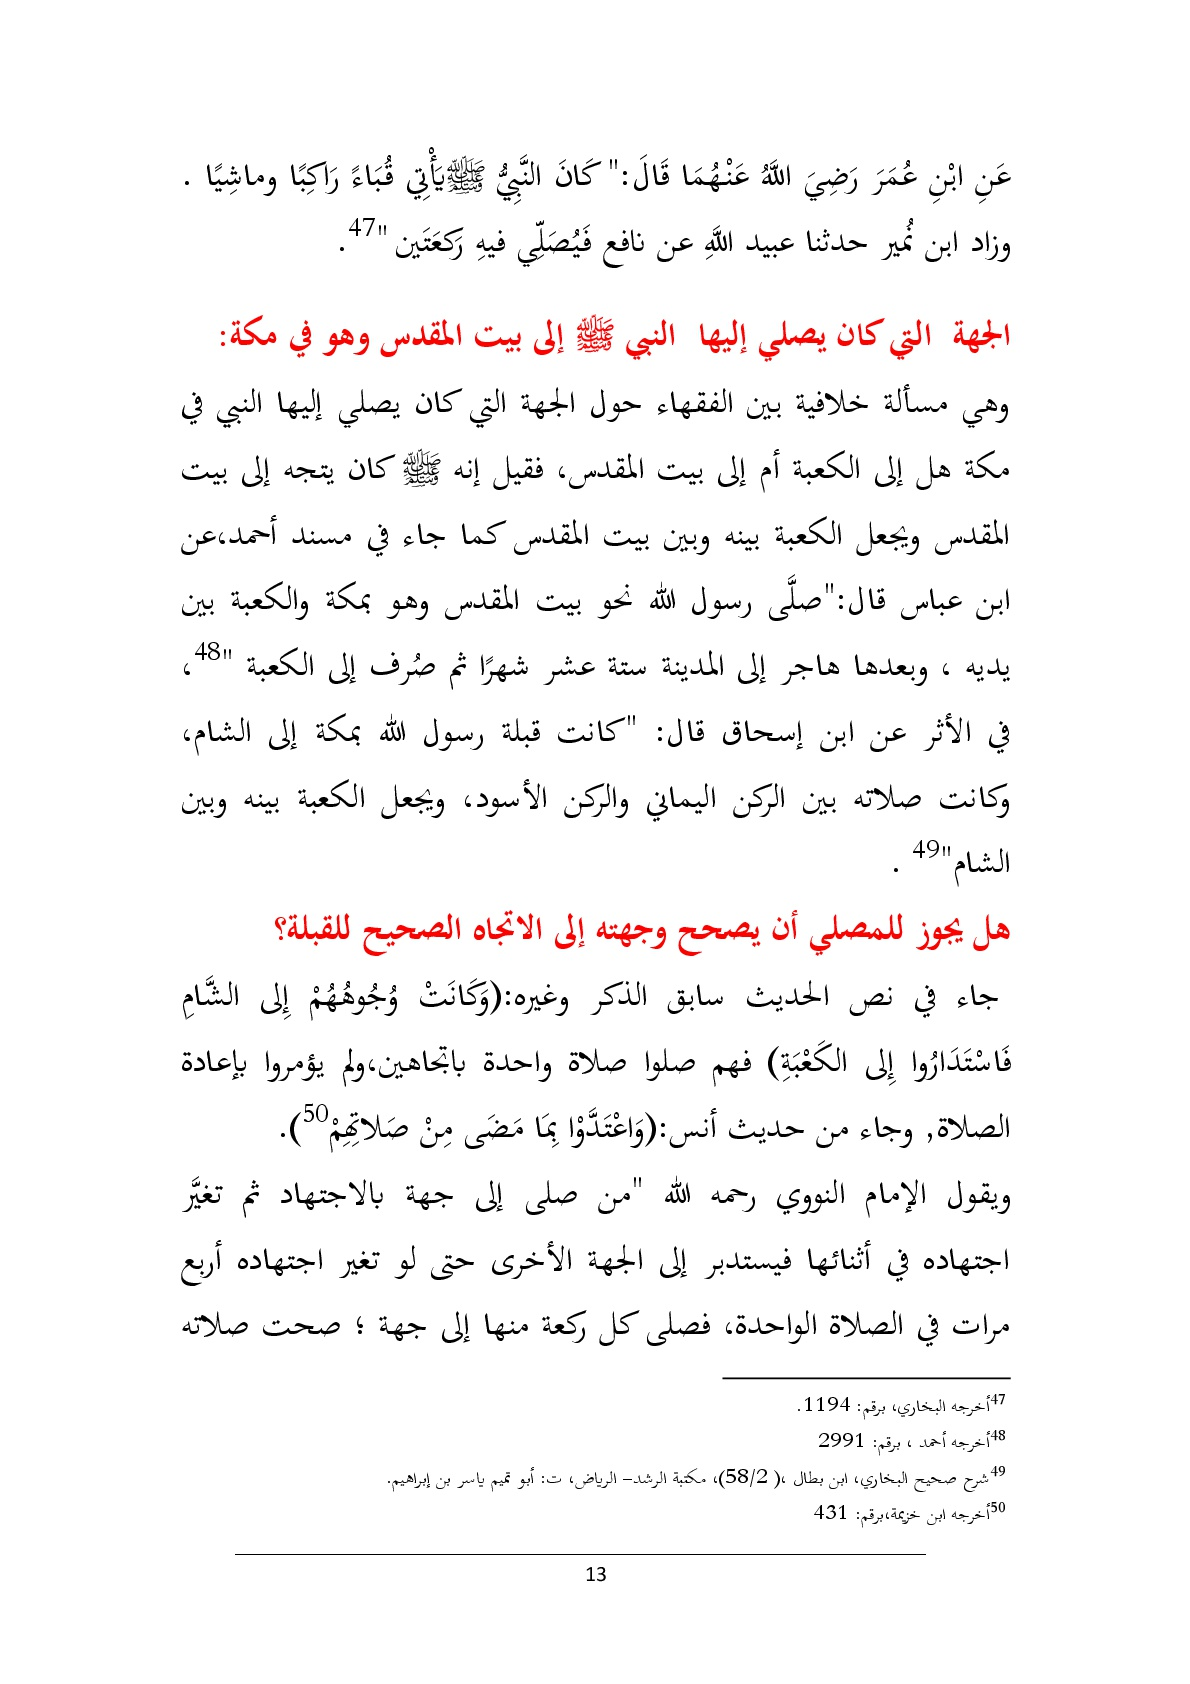 عَنِ ابْنِ عُمَرَ رَضِيَ اللَّهُ عَنْهُمَا قَالَ:"كَانَ النَّبِيُّ ﷺيَأْتِي قُبَاءً رَاكِبًا وماشِيًا .
وزاد ابن نُمير حدثنا عبيد اللَّهِ عن نافع فَيُصَلِّي فيهِ رَكعَتَين"47.
الجهة التي كان يصلي إليها النبي ﷺ إلى بيت المقدس وهو في مكة:
وهي مسألة خلافية بين الفقهاء حول الجهة التي كان يصلي إليها النبي في
مكة هل إلى الكعبة أم إلى بيت المقدس، فقيل إنه ﷺ كان يتجه إلى بيت
المقدس ويجعل الكعبة بينه وبين بيت المقدس كما جاء في مسند أحمد،عن
ابن عباس قال:"صلَّى رسول الله نحو بيت المقدس وهو بمكة والكعبة بين
يديه ، وبعدها هاجر إلى المدينة ستة عشر شهرًا ثم صُرف إلى الكعبة "48،
في الأثر عن ابن إسحاق قال: "كانت قبلة رسول الله بمكة إلى الشام،
وكانت صلاته بين الركن اليماني والركن الأسود، ويجعل الكعبة بينه وبين
الشام"49 .
هل يجوز للمصلي أن يصحح وجهته إلى الاتجاه الصحيح للقبلة؟
جاء في نص الحديث سابق الذكر وغيره:(وَكَانَتْ وُجُوهُهُمْ إِلى الشَّامِ
فَاسْتَدَارُوا إِلى الكَعْبَةِ) فهم صلوا صلاة واحدة باتجاهين،ولم يؤمروا بإعادة
الصلاة, وجاء من حديث أنس:(وَاعْتَدَّوْا بِمَا مَضَى مِنْ صَلاتِهِمْ50).
ويقول الإمام النووي رحمه الله "من صلى إلى جهة بالاجتهاد ثم تغيَّر
اجتهاده في أثنائها فيستدبر إلى الجهة الأخرى حتى لو تغير اجتهاده أربع
مرات في الصلاة الواحدة، فصلى كل ركعة منها إلى جهة ؛ صحت صلاته
47أخرجه البخاري، برقم: 1194.
48أخرجه أحمد ، برقم: 2991
49شرح صحيح البخاري، ابن بطال ،( 58/2)، مكتبة الرشد– الرياض، ت: أبو تميم ياسر بن إبراهيم.
50أخرجه ابن خزيمة،برقم: 431
13